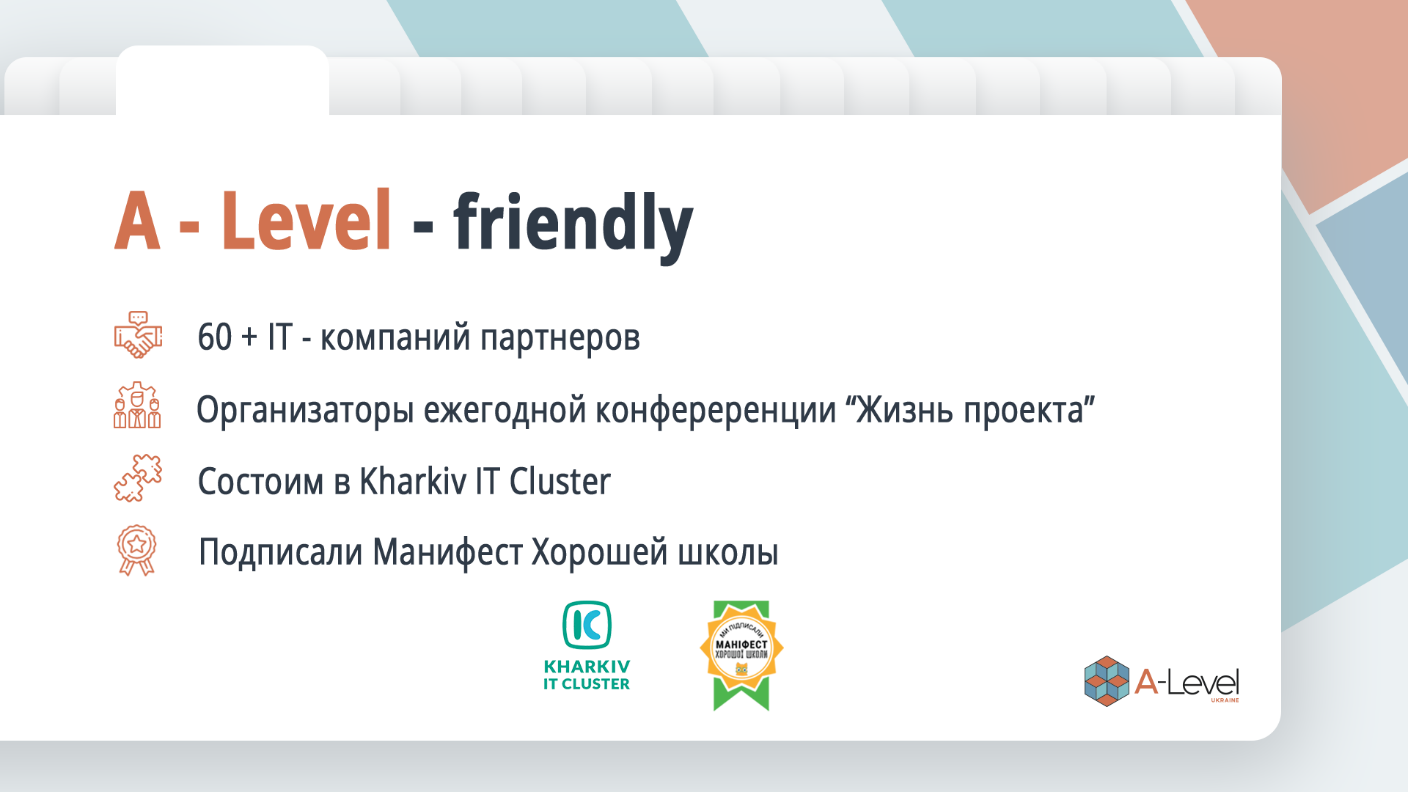 A - Level - friendly
60 + IT - компаний партнеров
Организаторы ежегодной конфереренции “Жизнь проекта”
Состоим в Kharkiv IT Cluster
Подписали Манифест Хорошей школы
KHARKIV
IT CLUSTER
МИ ПІДПИСАЛИ
МАНІФЕСТ
ХОРОШОЇ ШКОЛИ
A-Level
UKRAINE